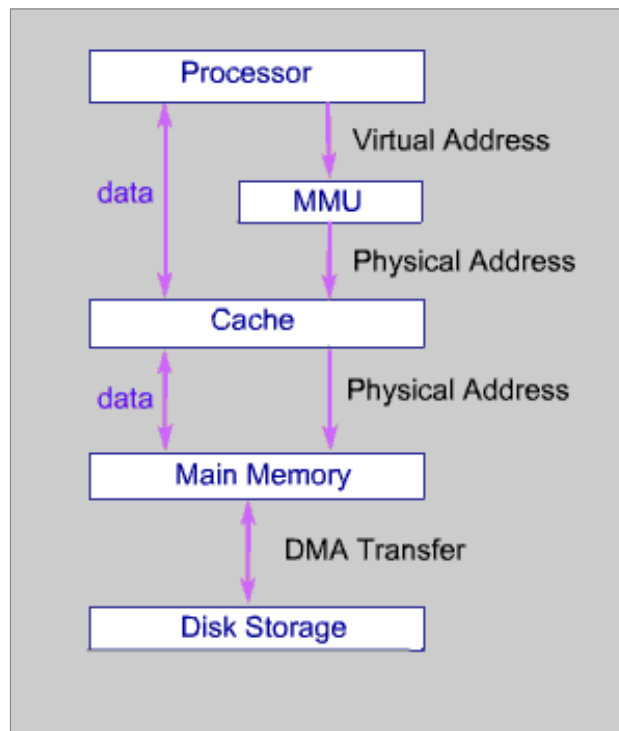 Processor
Virtual Address
data
MMU
Physical Address
Cache
data
Physical Address
Main Memory
DMA Transfer
Disk Storage